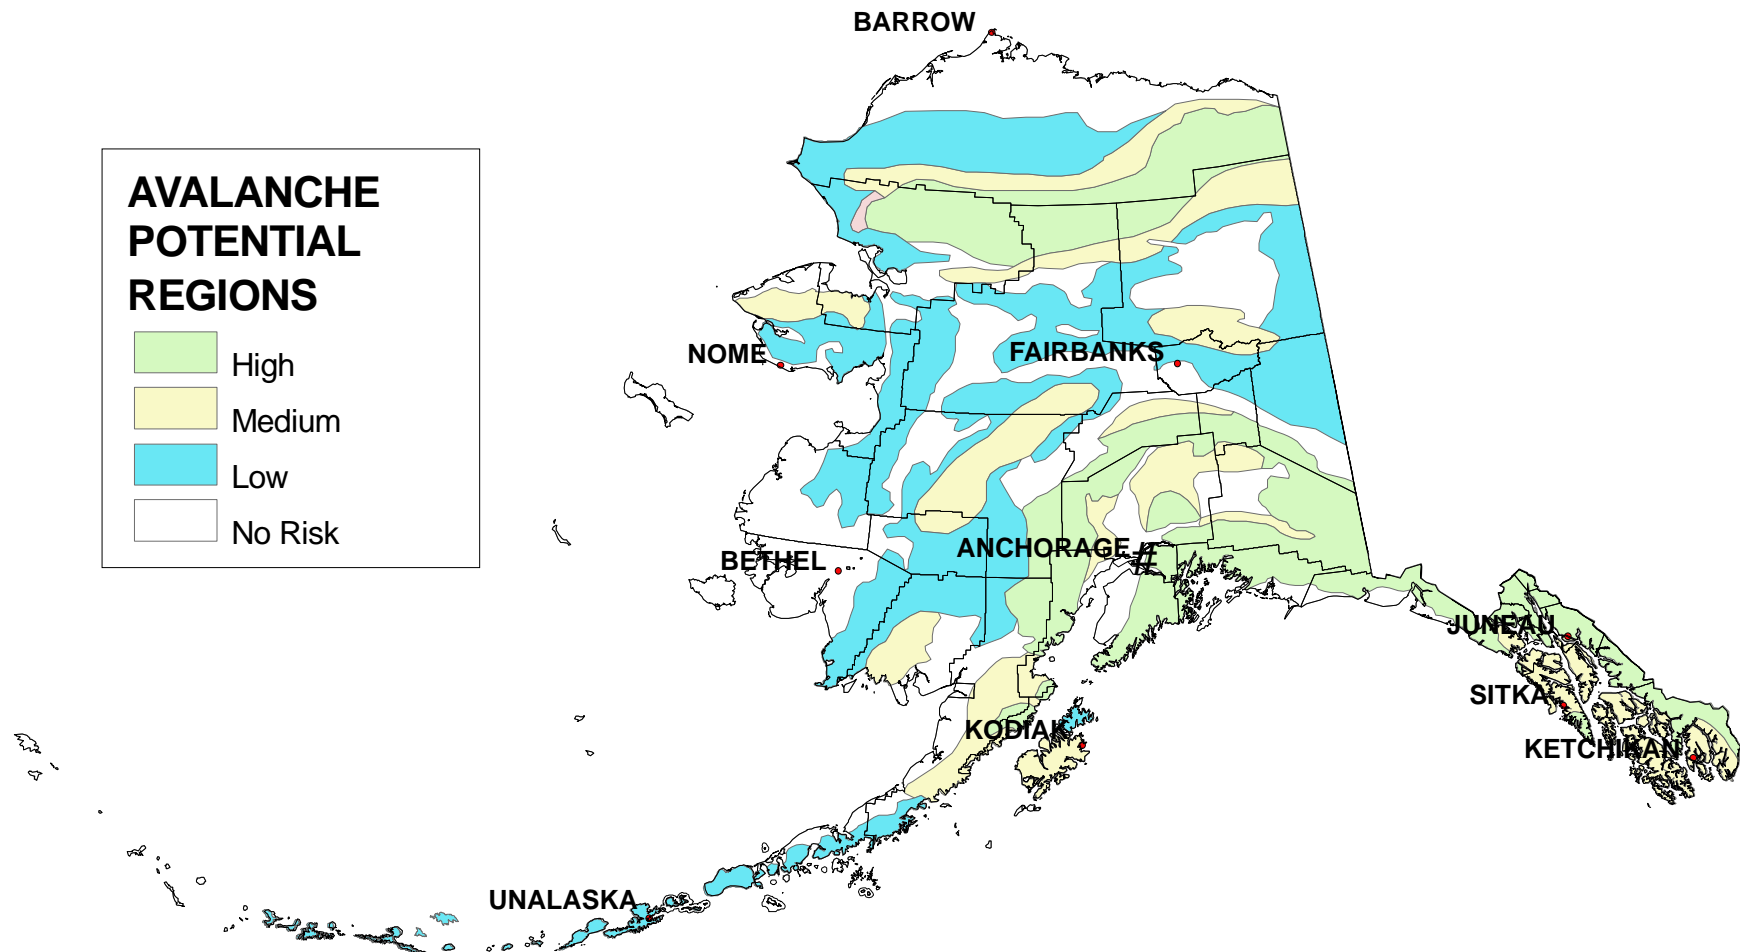 BARROW
AVALANCHE
POTENTIAL
REGIONS
High
Medium
Low
No Risk
NOME
FAIRBANKS
BETHEL
ANCHORAGE #
JUNEAU
SITKA
KODIAK
KETCHIKAN
UNALASKA